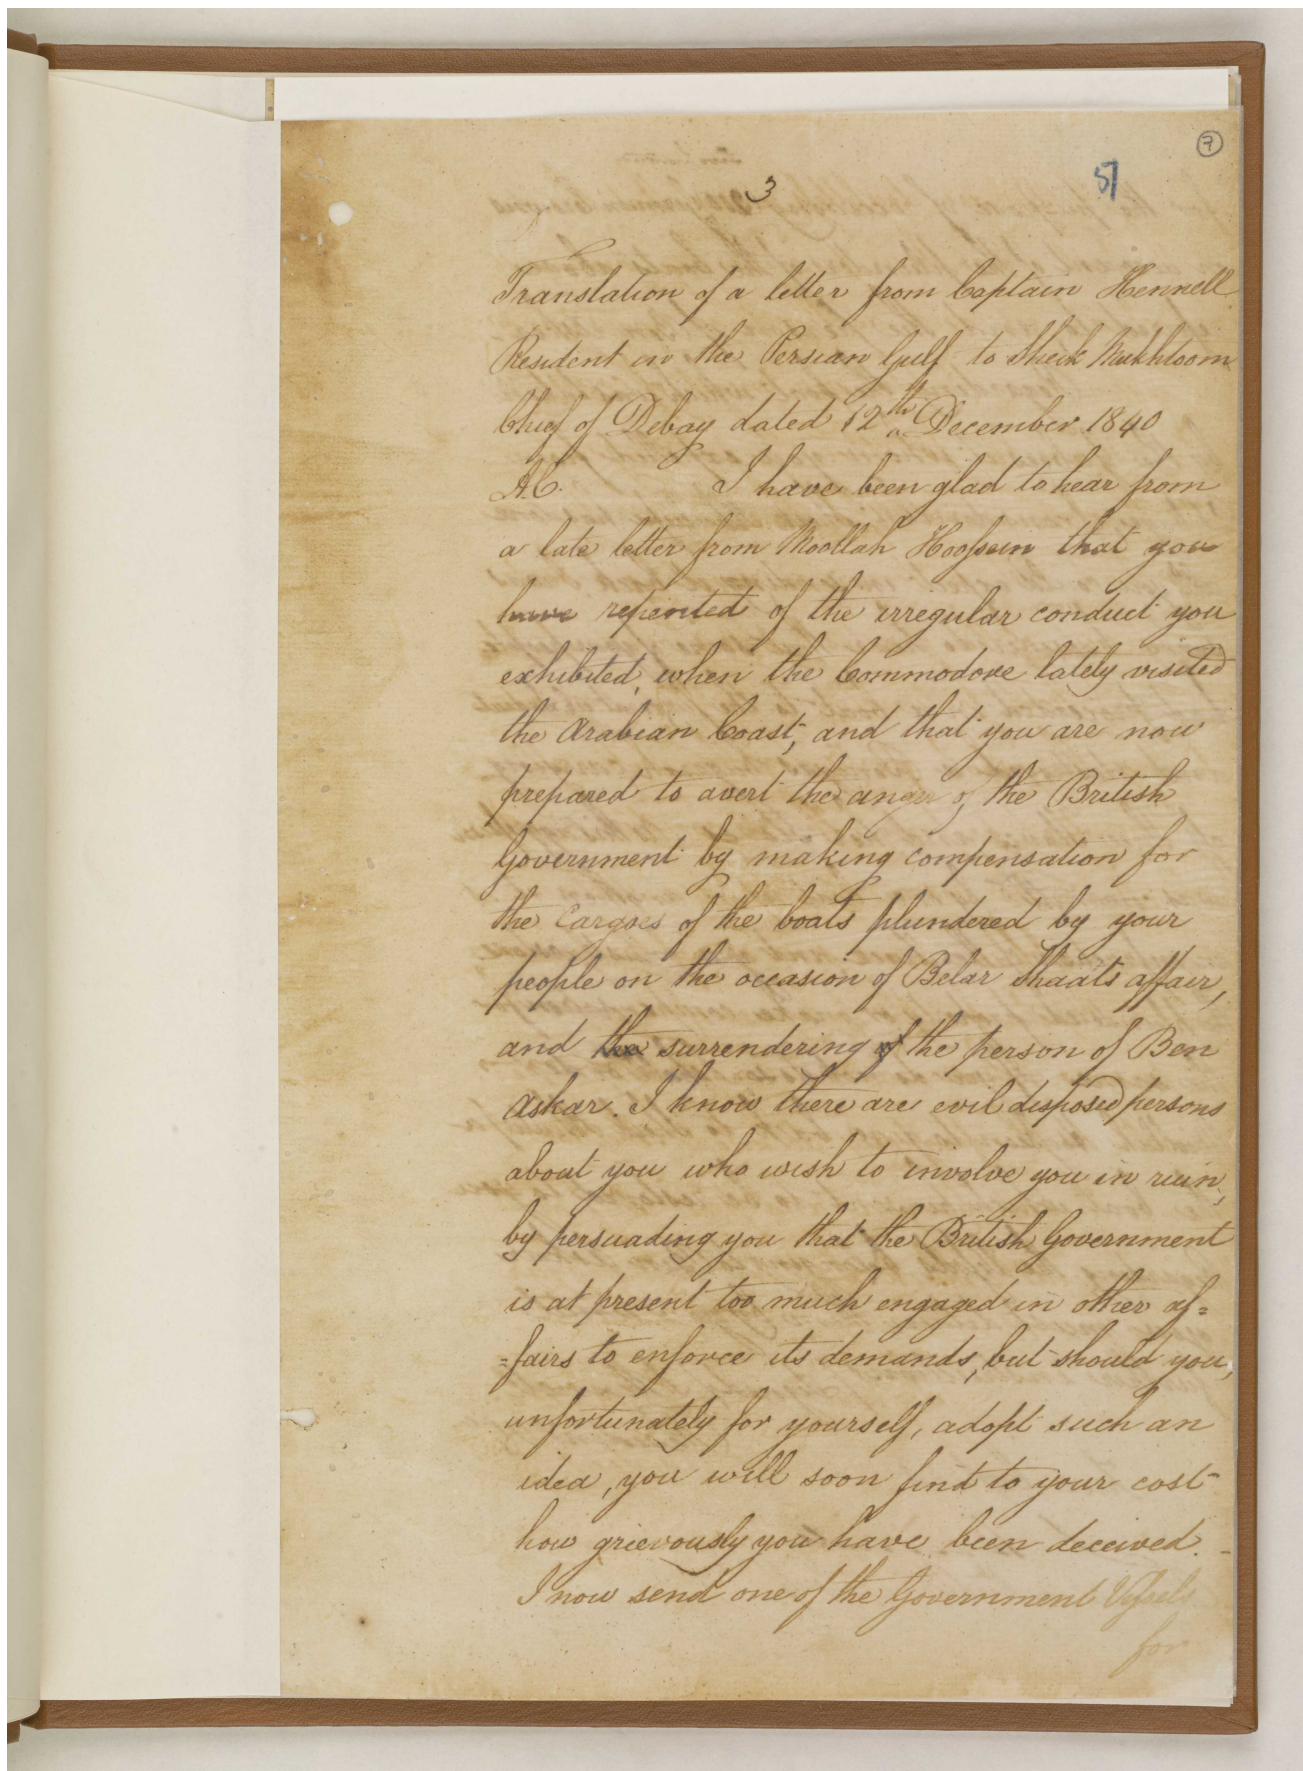 7
3
51
Translation of a letter from Captain Hennell
Resident in the Persian Gulf to Sheik Mukhtoom
Chief of Debay dated 12th December 1840
A.C. I have been glad to hear from
a late letter from Moollah Hoossein that you
have repented of the irregular conduct you
exhibited, when the Commodore lately visited
the Arabian Coast, and that you are now
prepared to avert the anger of the British
Government by making compensation for
the Cargoes of the boats plundered by your
people on the occasion of Belar Shaat's affair,
and the surrendering of the person of Ben
Askar. I know there are evil disposed persons
about you who wish to involve you in ruin,
by persuading you that the British Government
is at present too much engaged in other af=
=fairs to enforce its demands, but should you,
unfortunately for yourself, adopt such an
idea, you will soon find to your cost
how grievously you have been deceived. -
I now send one of the Government Vessels
for